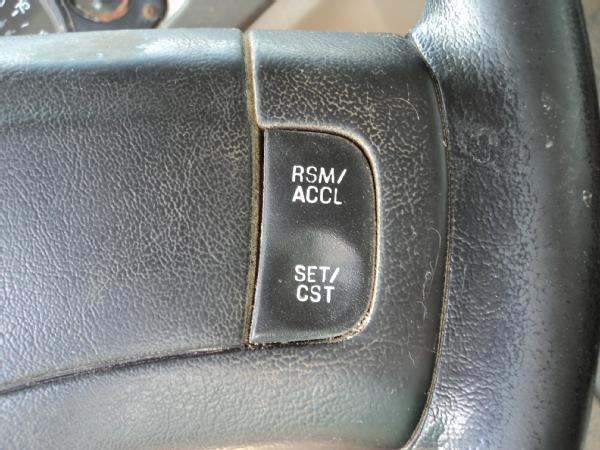 RSM/
ACCL
SET/
CST